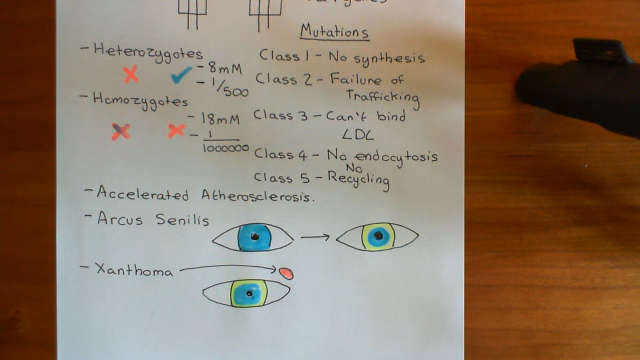 Mutations
- Heterozygotes
- 8mM
- 1/500
- Homozygotes
- 18mM
- 1
1000000
Class 1 - No synthesis
Class 2 - Failure of
Trafficking
Class 3 - Can't bind
LDL
Class 4 - No endocytosis
No
Class 5 - Recycling
- Accelerated Atherosclerosis.
- Arcus Senilis
- Xanthoma